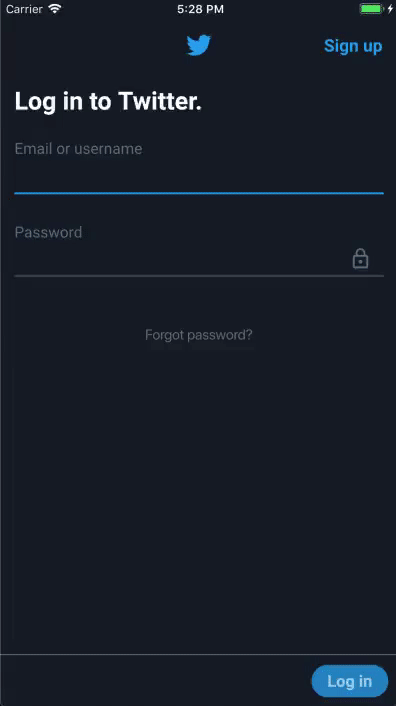 Carrier 5:28 PM
Sign up
Log in to Twitter.
Email or username
Password
Forgot password?
Log in